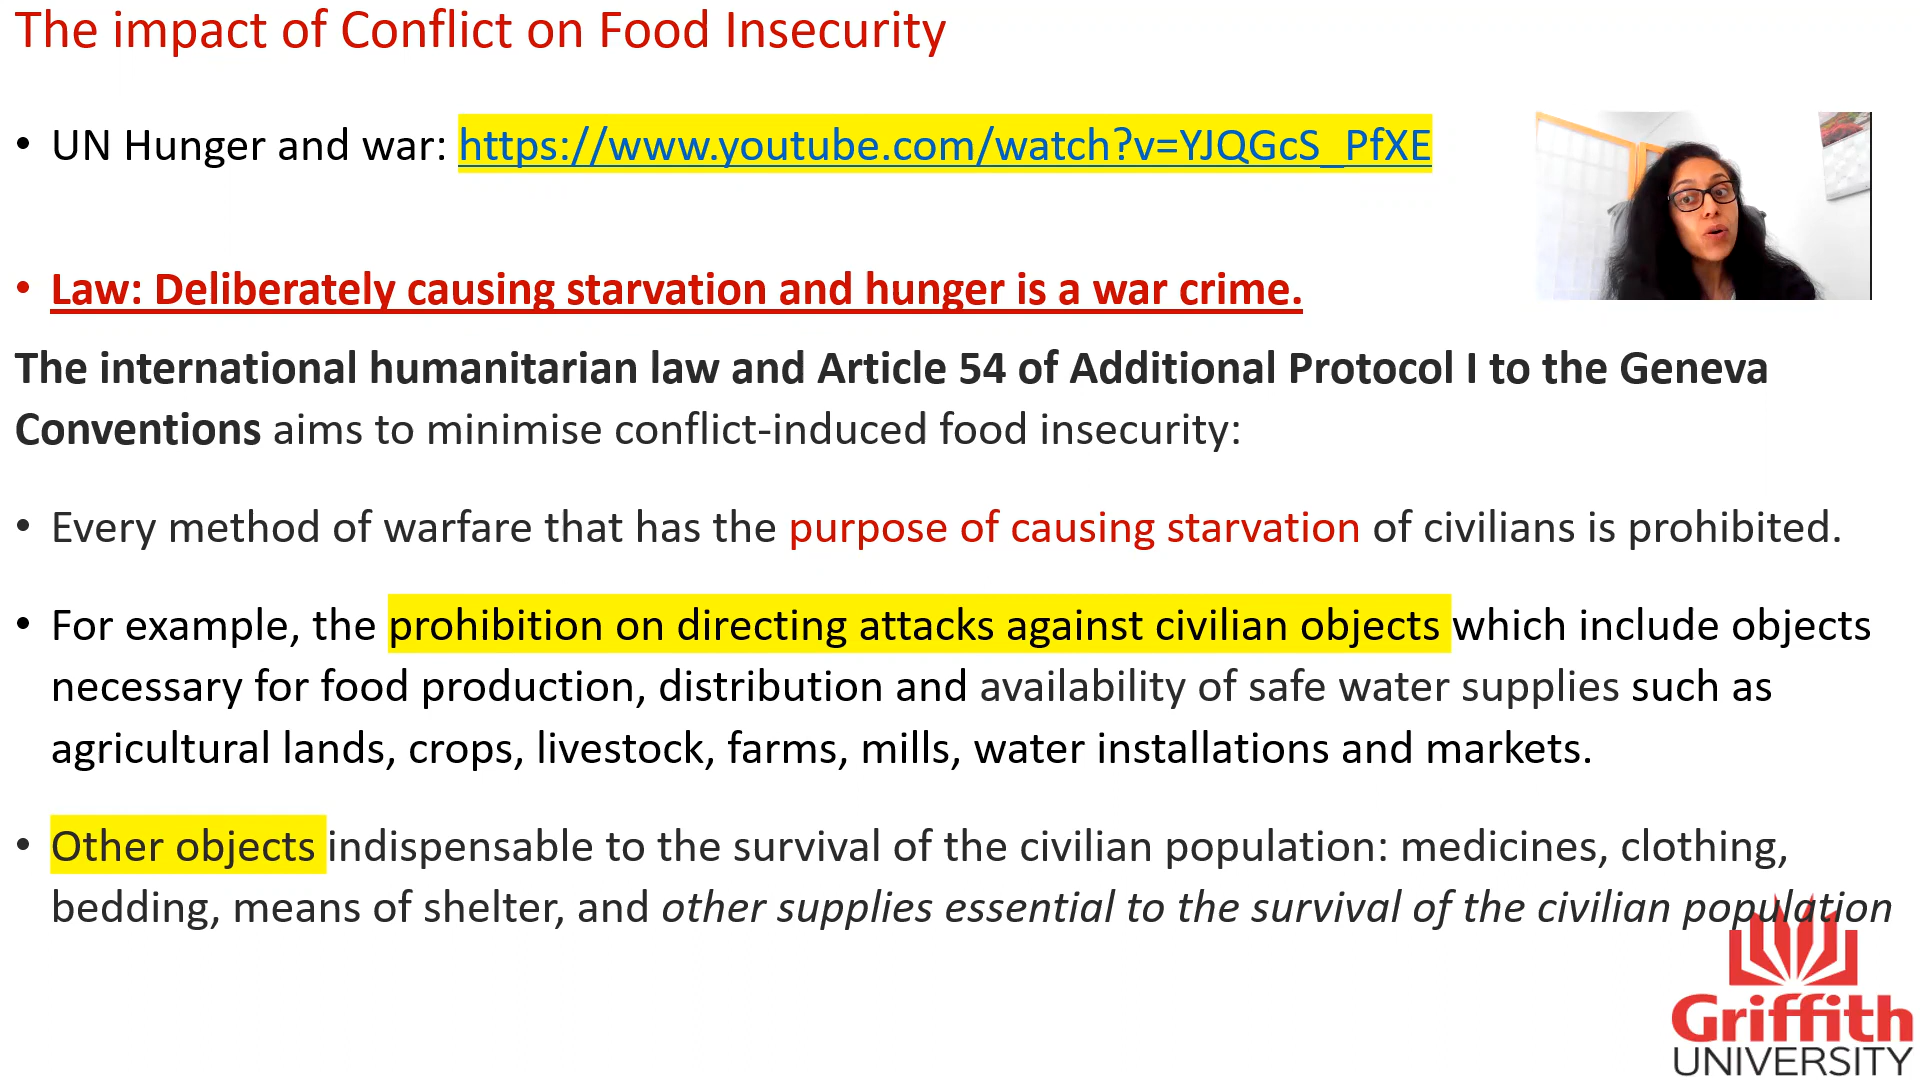 The impact of Conflict on Food Insecurity
• UN Hunger and war: https://www.youtube.com/watch?v=YJQGcS_PfXE
• Law: Deliberately causing starvation and hunger is a war crime.
The international humanitarian law and Article 54 of Additional Protocol I to the Geneva
Conventions aims to minimise conflict-induced food insecurity:
• Every method of warfare that has the purpose of causing starvation of civilians is prohibited.
• For example, the prohibition on directing attacks against civilian objects which include objects
necessary for food production, distribution and availability of safe water supplies such as
agricultural lands, crops, livestock, farms, mills, water installations and markets.
• Other objects indispensable to the survival of the civilian population: medicines, clothing,
bedding, means of shelter, and other supplies essential to the survival of the civilian population
Griffith
UNIVERSITY